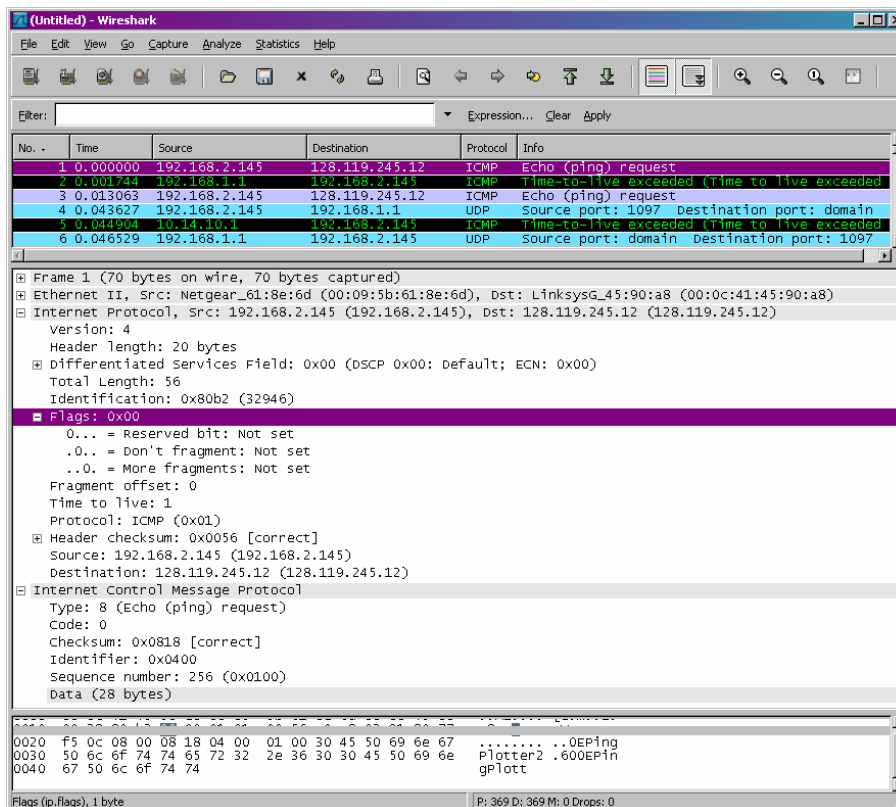 (Untitled) - Wireshark
File Edit View Go Capture Analyze Statistics Help
Filter: Expression... Clear Apply
No. - Time Source Destination Protocol Info
1 0.000000 192.168.2.145 128.119.245.12 ICMP Echo (ping) request
2 0.001744 192.168.1.1 192.168.2.145 ICMP Time-to-live exceeded (Time to live exceeded
3 0.013063 192.168.2.145 128.119.245.12 ICMP Echo (ping) request
4 0.043627 192.168.2.145 192.168.1.1 UDP Source port: 1097 Destination port: domain
5 0.044904 10.14.10.1 192.168.2.145 ICMP Time-to-live exceeded (Time to live exceeded
6 0.046529 192.168.1.1 192.168.2.145 UDP Source port: domain Destination port: 1097
Frame 1 (70 bytes on wire, 70 bytes captured)
Ethernet II, Src: Netgear_61:8e:6d (00:09:5b:61:8e:6d), Dst: LinksysG_45:90:a8 (00:0c:41:45:90:a8)
Internet Protocol, Src: 192.168.2.145 (192.168.2.145), Dst: 128.119.245.12 (128.119.245.12)
Version: 4
Header length: 20 bytes
Differentiated Services Field: 0x00 (DSCP 0x00: Default; ECN: 0x00)
Total Length: 56
Identification: 0x80b2 (32946)
Flags: 0x00
0... = Reserved bit: Not set
.0.. = Don't fragment: Not set
..0. = More fragments: Not set
Fragment offset: 0
Time to live: 1
Protocol: ICMP (0x01)
Header checksum: 0x0056 [correct]
Source: 192.168.2.145 (192.168.2.145)
Destination: 128.119.245.12 (128.119.245.12)
Internet Control Message Protocol
Type: 8 (Echo (ping) request)
Code: 0
Checksum: 0x0818 [correct]
Identifier: 0x0400
Sequence number: 256 (0x0100)
Data (28 bytes)
0020 f5 0c 08 00 08 18 04 00 01 00 30 45 50 69 6e 67 ........ ..0EPing
0030 50 6c 6f 74 74 65 72 32 2e 36 30 30 45 50 69 6e Plotter2 .600EPin
0040 67 50 6c 6f 74 74 gPlott
Flags (ip.flags), 1 byte P: 369 D: 369 M: 0 Drops: 0